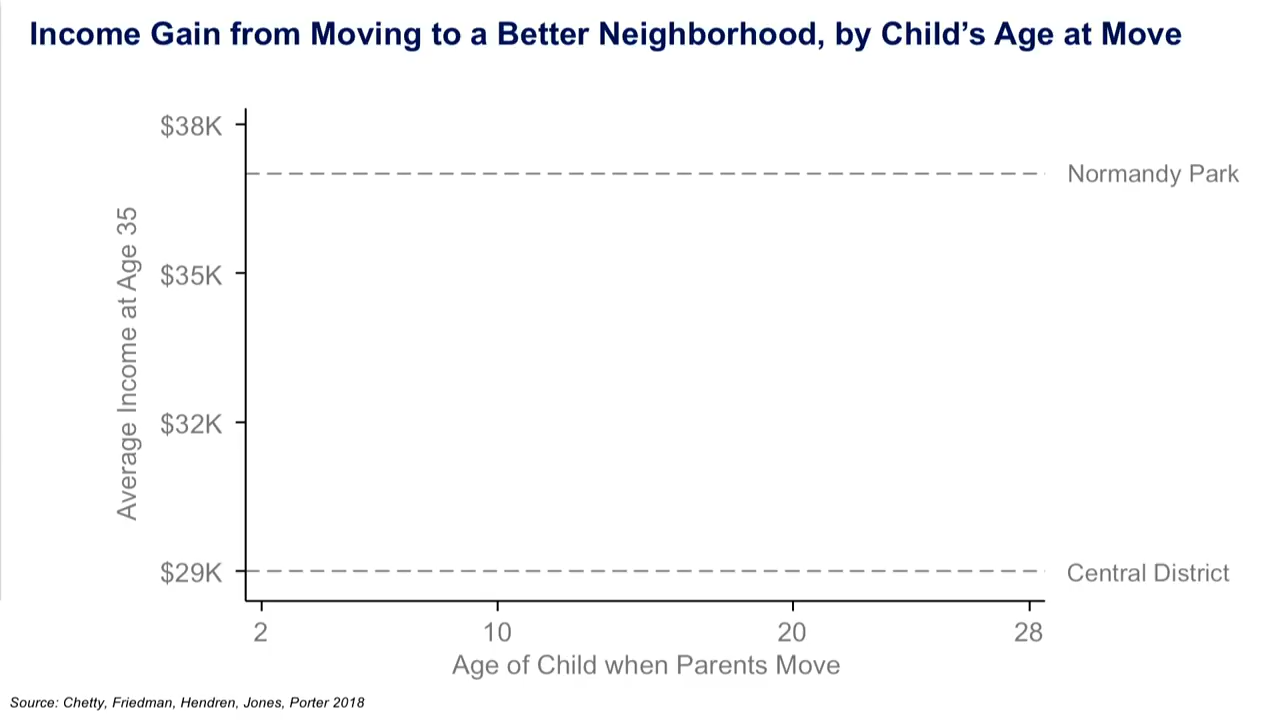 Income Gain from Moving to a Better Neighborhood, by Child’s Age at Move
$38K
Normandy Park
Average Income at Age 35
$35K
$32K
$29K
Central District
2 10 20 28
Age of Child when Parents Move
Source: Chetty, Friedman, Hendren, Jones, Porter 2018